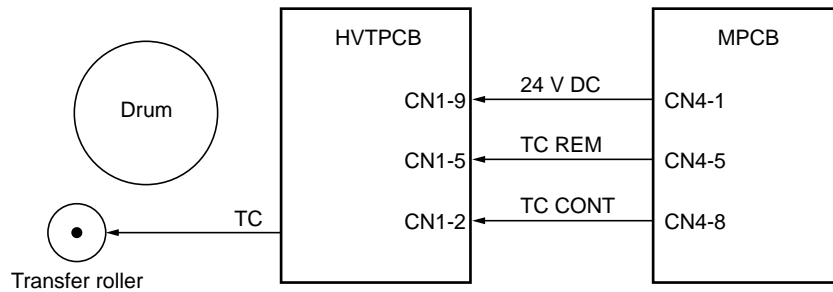 HVTPCB
MPCB
Drum
24 V DC
CN1-9
CN4-1
TC REM
CN1-5
CN4-5
TC CONT
CN1-2
CN4-8
TC
Transfer roller